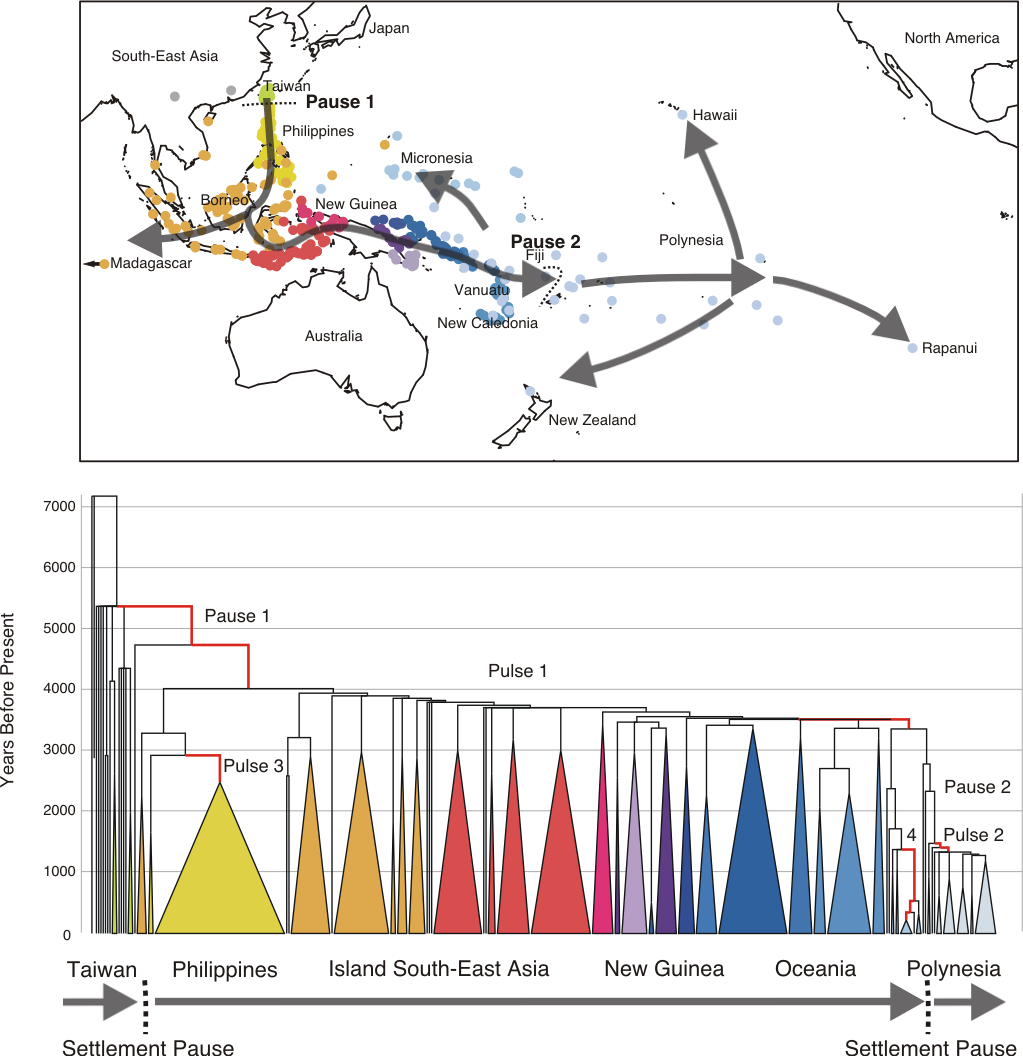 Japan
North America
South-East Asia
Taiwan
Pause 1
Hawaii
Philippines
Micronesia
Borneo
New Guinea
Pause 2
Polynesia
Fiji
Madagascar
Vanuatu
New Caledonia
Australia
Rapanui
New Zealand
Years Before Present
7000
6000
5000
4000
3000
2000
1000
0
Pause 1
Pulse 1
Pulse 3
Pause 2
4
Pulse 2
Taiwan
Philippines
Island South-East Asia
New Guinea
Oceania
Polynesia
Settlement Pause
Settlement Pause